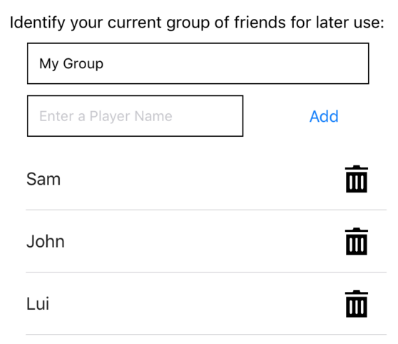 Identify your current group of friends for later use:
My Group
Enter a Player Name
Add
Sam
John
Lui